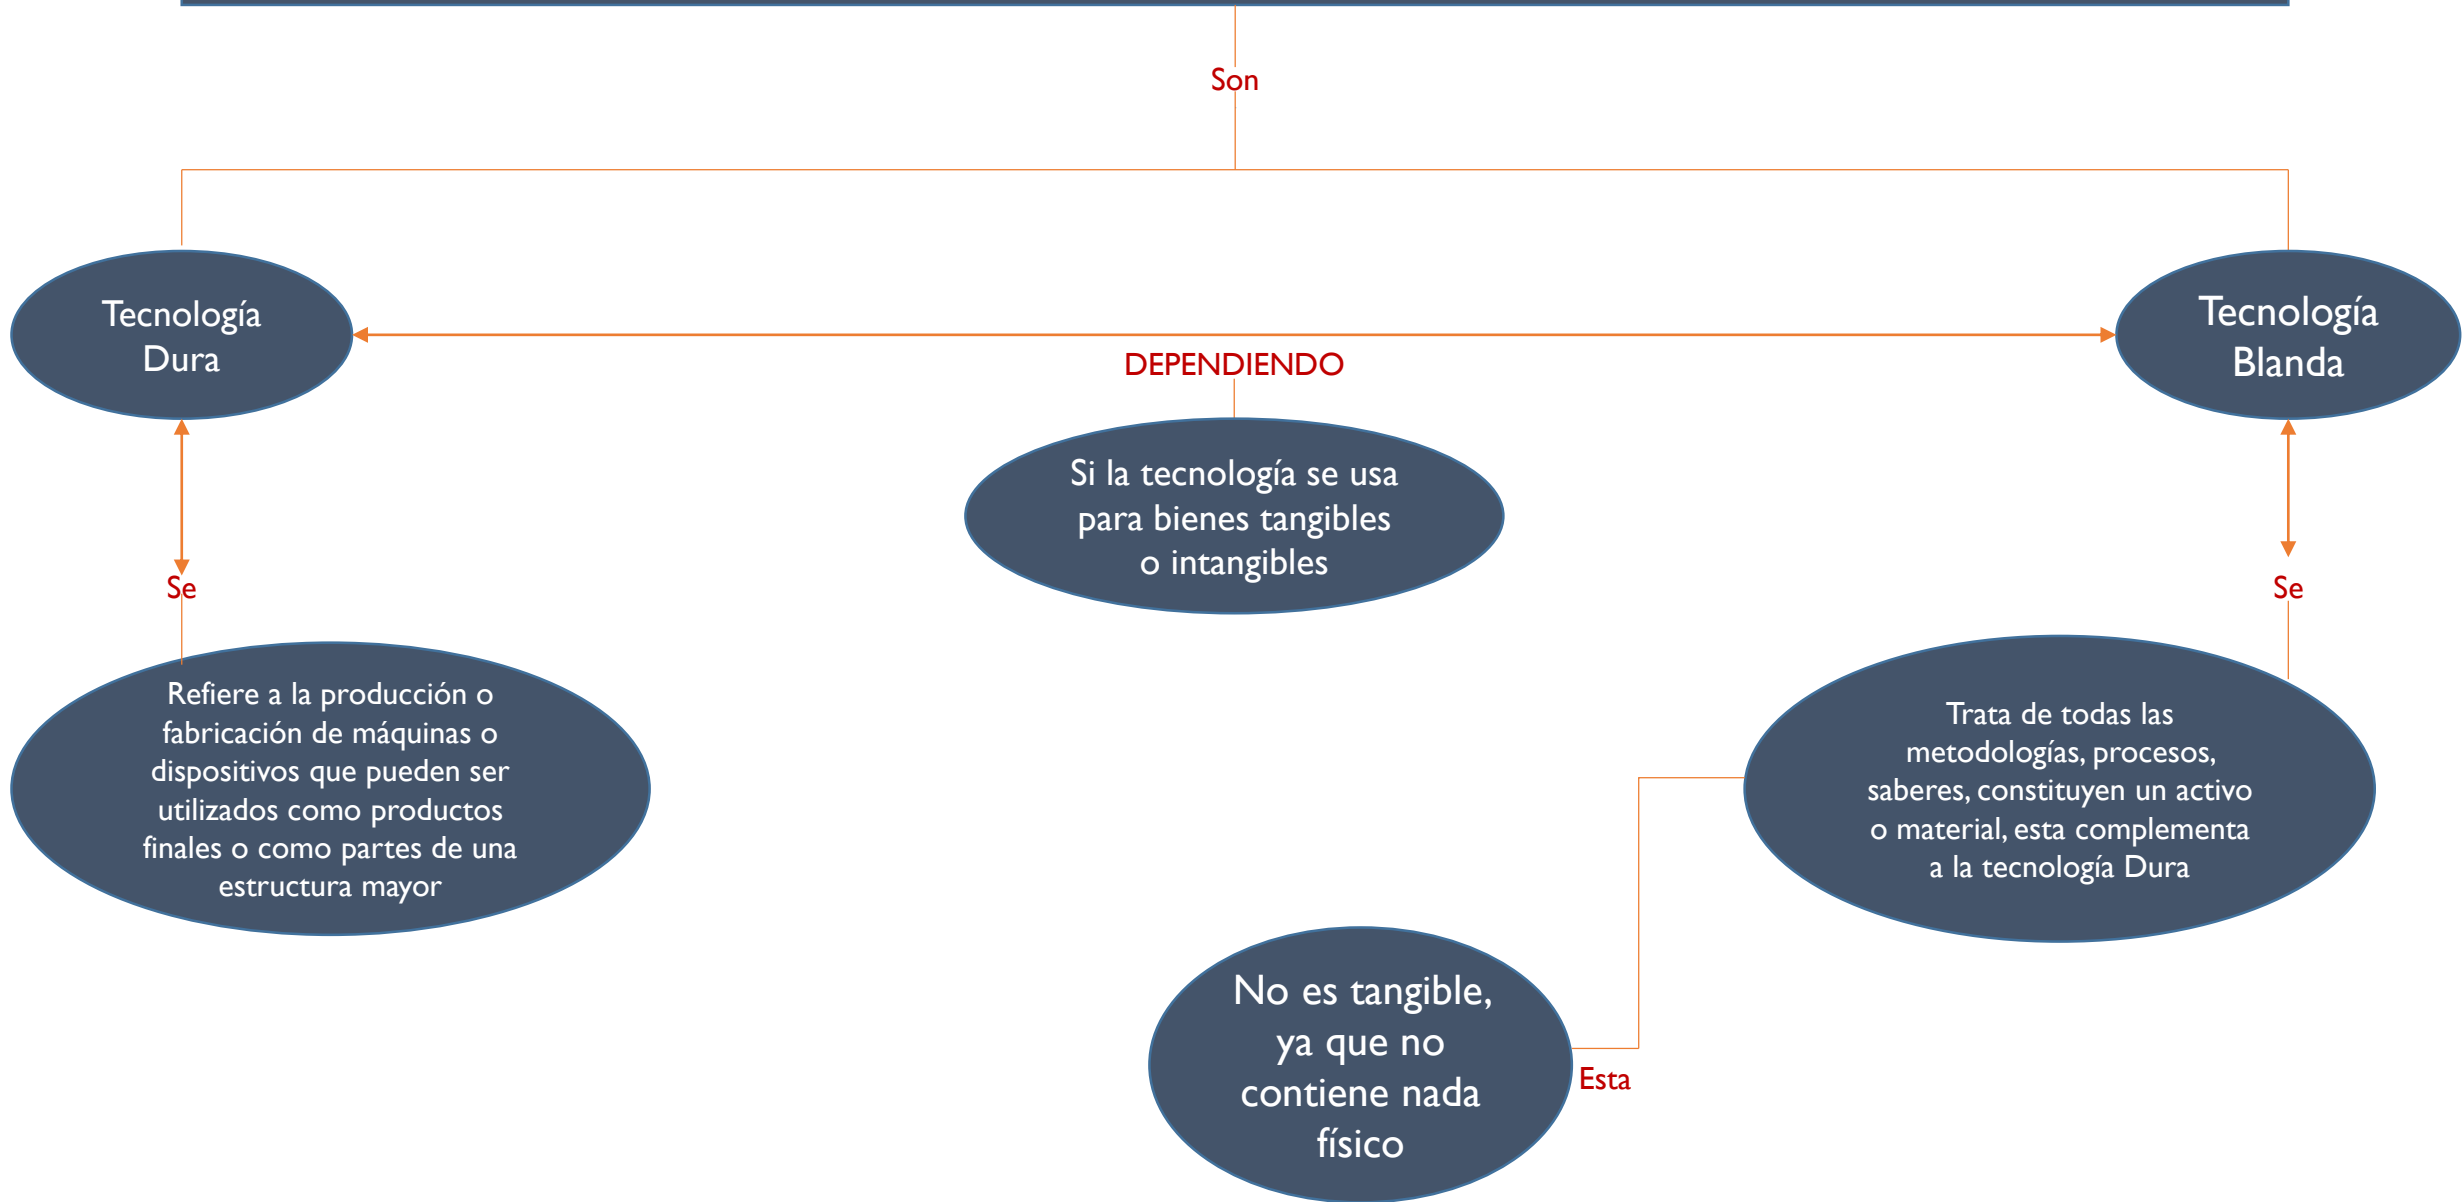 Son
Tecnología
Dura
Tecnología
Blanda
DEPENDIENDO
Si la tecnología se usa
para bienes tangibles
o intangibles
Se
Se
Refiere a la producción o
fabricación de máquinas o
dispositivos que pueden ser
utilizados como productos
finales o como partes de una
estructura mayor
Trata de todas las
metodologías, procesos,
saberes, constituyen un activo
o material, esta complementa
a la tecnología Dura
No es tangible,
ya que no
contiene nada
físico
Esta